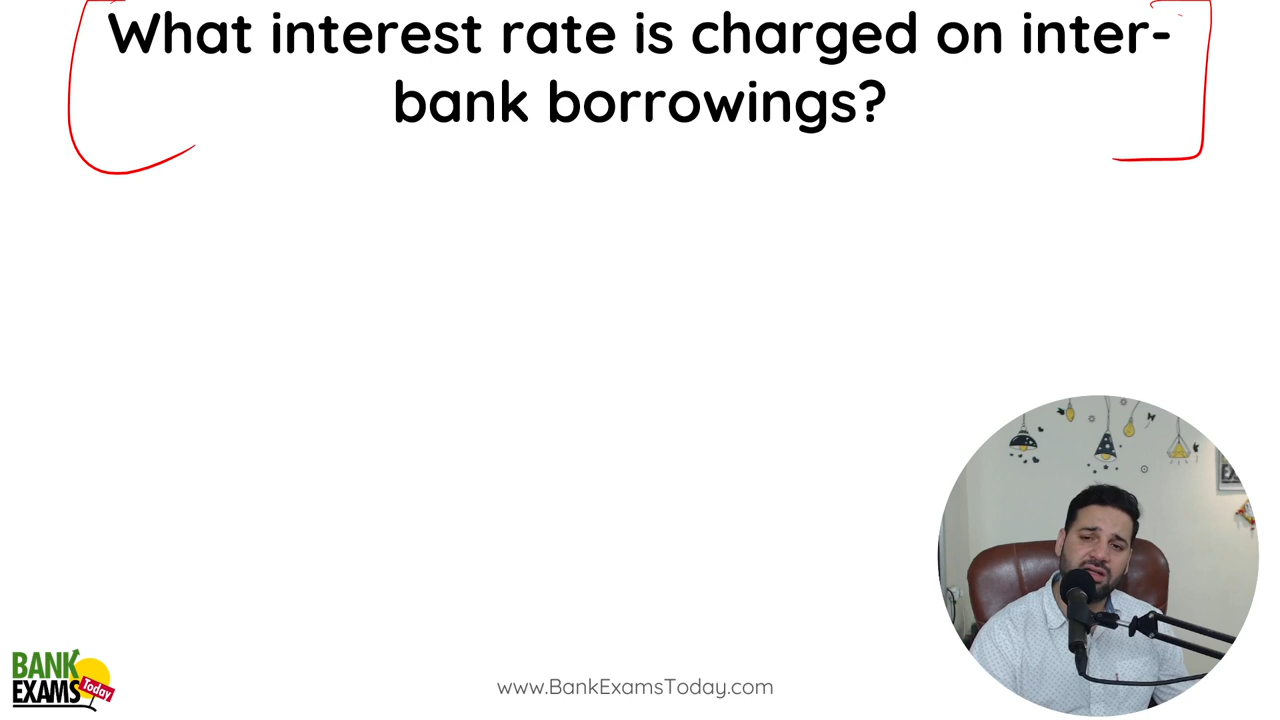 What interest rate is charged on inter-
bank borrowings?
BANK
EXAMS
Today
www.BankExamsToday.com